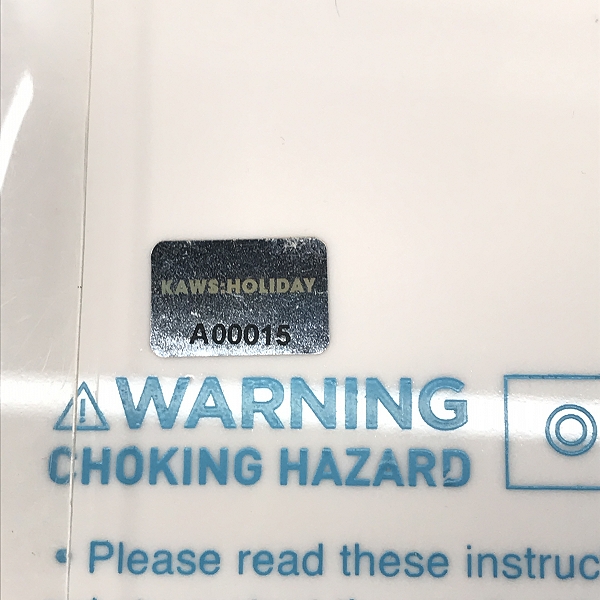 KAWS:HOLIDAY
A00015
WARNING
CHOKING HAZARD
• Please read these instruc